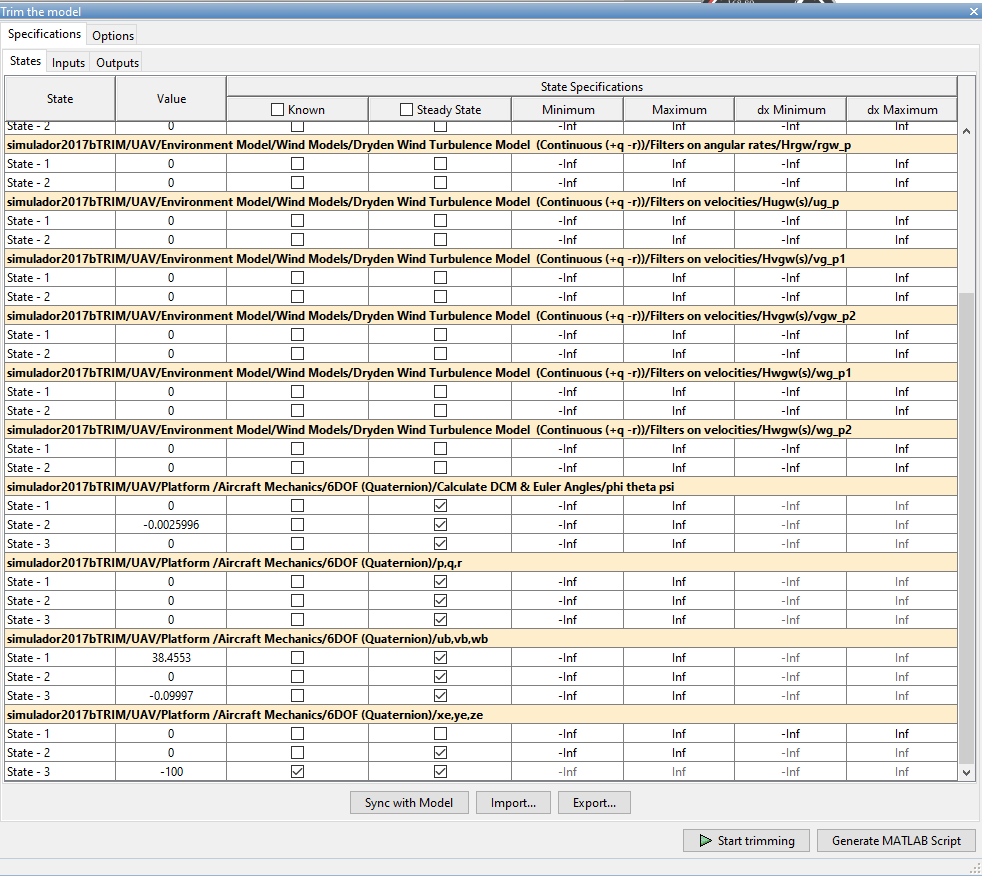 Trim the model
Specifications Options
States Inputs Outputs
State Specifications
State Value Known Steady State Minimum Maximum dx Minimum dx Maximum
State - 2 0 -Inf Inf -Inf Inf
simulador2017bTRIM/UAV/Environment Model/Wind Models/Dryden Wind Turbulence Model (Continuous (+q -r))/Filters on angular rates/Hrgw/rgw_p
State - 1 0 -Inf Inf -Inf Inf
State - 2 0 -Inf Inf -Inf Inf
simulador2017bTRIM/UAV/Environment Model/Wind Models/Dryden Wind Turbulence Model (Continuous (+q -r))/Filters on velocities/Hugw(s)/ug_p
State - 1 0 -Inf Inf -Inf Inf
State - 2 0 -Inf Inf -Inf Inf
simulador2017bTRIM/UAV/Environment Model/Wind Models/Dryden Wind Turbulence Model (Continuous (+q -r))/Filters on velocities/Hvgw(s)/vg_p1
State - 1 0 -Inf Inf -Inf Inf
State - 2 0 -Inf Inf -Inf Inf
simulador2017bTRIM/UAV/Environment Model/Wind Models/Dryden Wind Turbulence Model (Continuous (+q -r))/Filters on velocities/Hvgw(s)/vgw_p2
State - 1 0 -Inf Inf -Inf Inf
State - 2 0 -Inf Inf -Inf Inf
simulador2017bTRIM/UAV/Environment Model/Wind Models/Dryden Wind Turbulence Model (Continuous (+q -r))/Filters on velocities/Hwgw(s)/wg_p1
State - 1 0 -Inf Inf -Inf Inf
State - 2 0 -Inf Inf -Inf Inf
simulador2017bTRIM/UAV/Environment Model/Wind Models/Dryden Wind Turbulence Model (Continuous (+q -r))/Filters on velocities/Hwgw(s)/wg_p2
State - 1 0 -Inf Inf -Inf Inf
State - 2 0 -Inf Inf -Inf Inf
simulador2017bTRIM/UAV/Platform /Aircraft Mechanics/6DOF (Quaternion)/Calculate DCM & Euler Angles/phi theta psi
State - 1 0 -Inf Inf -Inf Inf
State - 2 -0.0025996 -Inf Inf -Inf Inf
State - 3 0 -Inf Inf -Inf Inf
simulador2017bTRIM/UAV/Platform /Aircraft Mechanics/6DOF (Quaternion)/p,q,r
State - 1 0 -Inf Inf -Inf Inf
State - 2 0 -Inf Inf -Inf Inf
State - 3 0 -Inf Inf -Inf Inf
simulador2017bTRIM/UAV/Platform /Aircraft Mechanics/6DOF (Quaternion)/ub,vb,wb
State - 1 38.4553 -Inf Inf -Inf Inf
State - 2 0 -Inf Inf -Inf Inf
State - 3 -0.09997 -Inf Inf -Inf Inf
simulador2017bTRIM/UAV/Platform /Aircraft Mechanics/6DOF (Quaternion)/xe,ye,ze
State - 1 0 -Inf Inf -Inf Inf
State - 2 0 -Inf Inf -Inf Inf
State - 3 -100 -Inf Inf -Inf Inf
Sync with Model Import... Export...
Start trimming Generate MATLAB Script